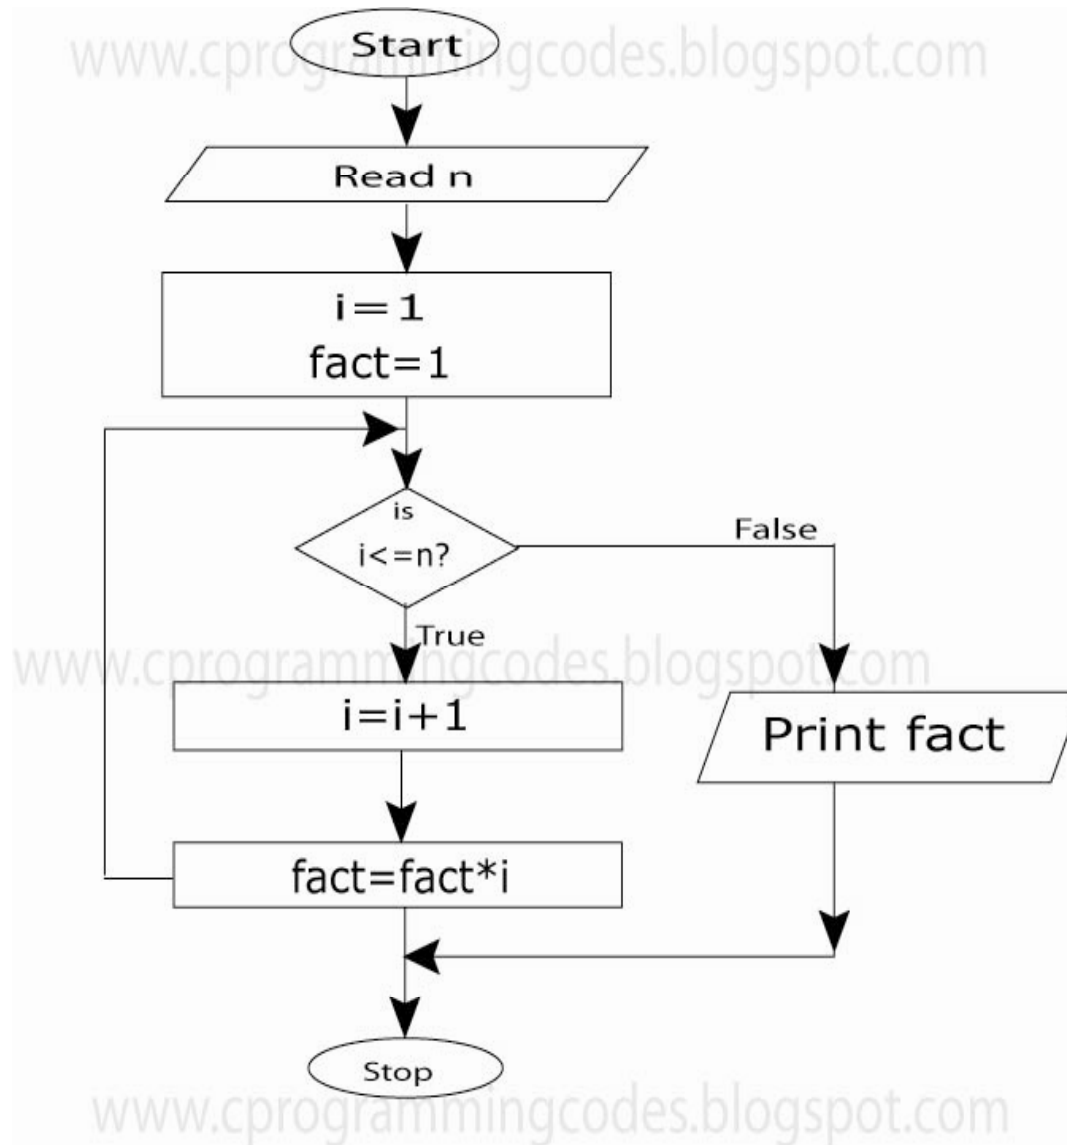 www.cprogrammingcodes.blogspot.com
Start
Read n
i=1
fact=1
is
i<=n?
False
True
www.cprogrammingcodes.blogspot.com
i=i+1
Print fact
fact=fact*i
Stop
www.cprogrammingcodes.blogspot.com